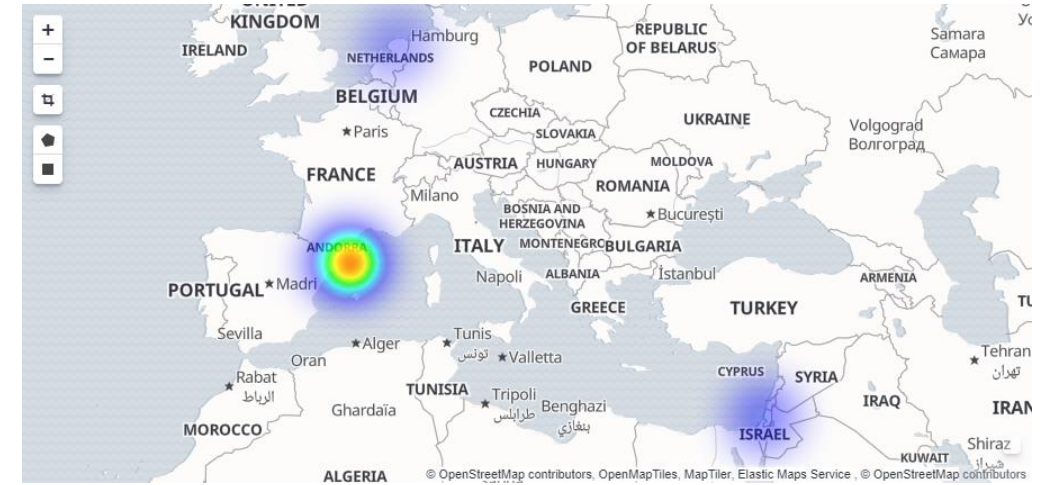 KINGDOM
IRELAND
Hamburg
NETHERLANDS
REPUBLIC
OF BELARUS
Samara
Самара
POLAND
BELGIUM
CZECHIA
UKRAINE
Volgograd
Волгоград
Paris
SLOVAKIA
FRANCE
AUSTRIA
HUNGARY
MOLDOVA
Milano
ROMANIA
BOSNIA AND
HERZEGOVINA
București
ANDORRA
ITALY
MONTENEGRO
BULGARIA
Napoli
ALBANIA
İstanbul
ARMENIA
PORTUGAL
Madri
GREECE
TURKEY
Sevilla
Alger
Tunis
تونس
Valletta
Oran
Tehran
تهران
Rabat
الرباط
CYPRUS
SYRIA
Ghardaïa
TUNISIA
Tripoli
طرابلس
Benghazi
بنغازي
IRAQ
IRAN
MOROCCO
ISRAEL
Shiraz
KUWAIT
ALGERIA
© OpenStreetMap contributors, OpenMapTiles, MapTiler, Elastic Maps Service , © OpenStreetMap contributors